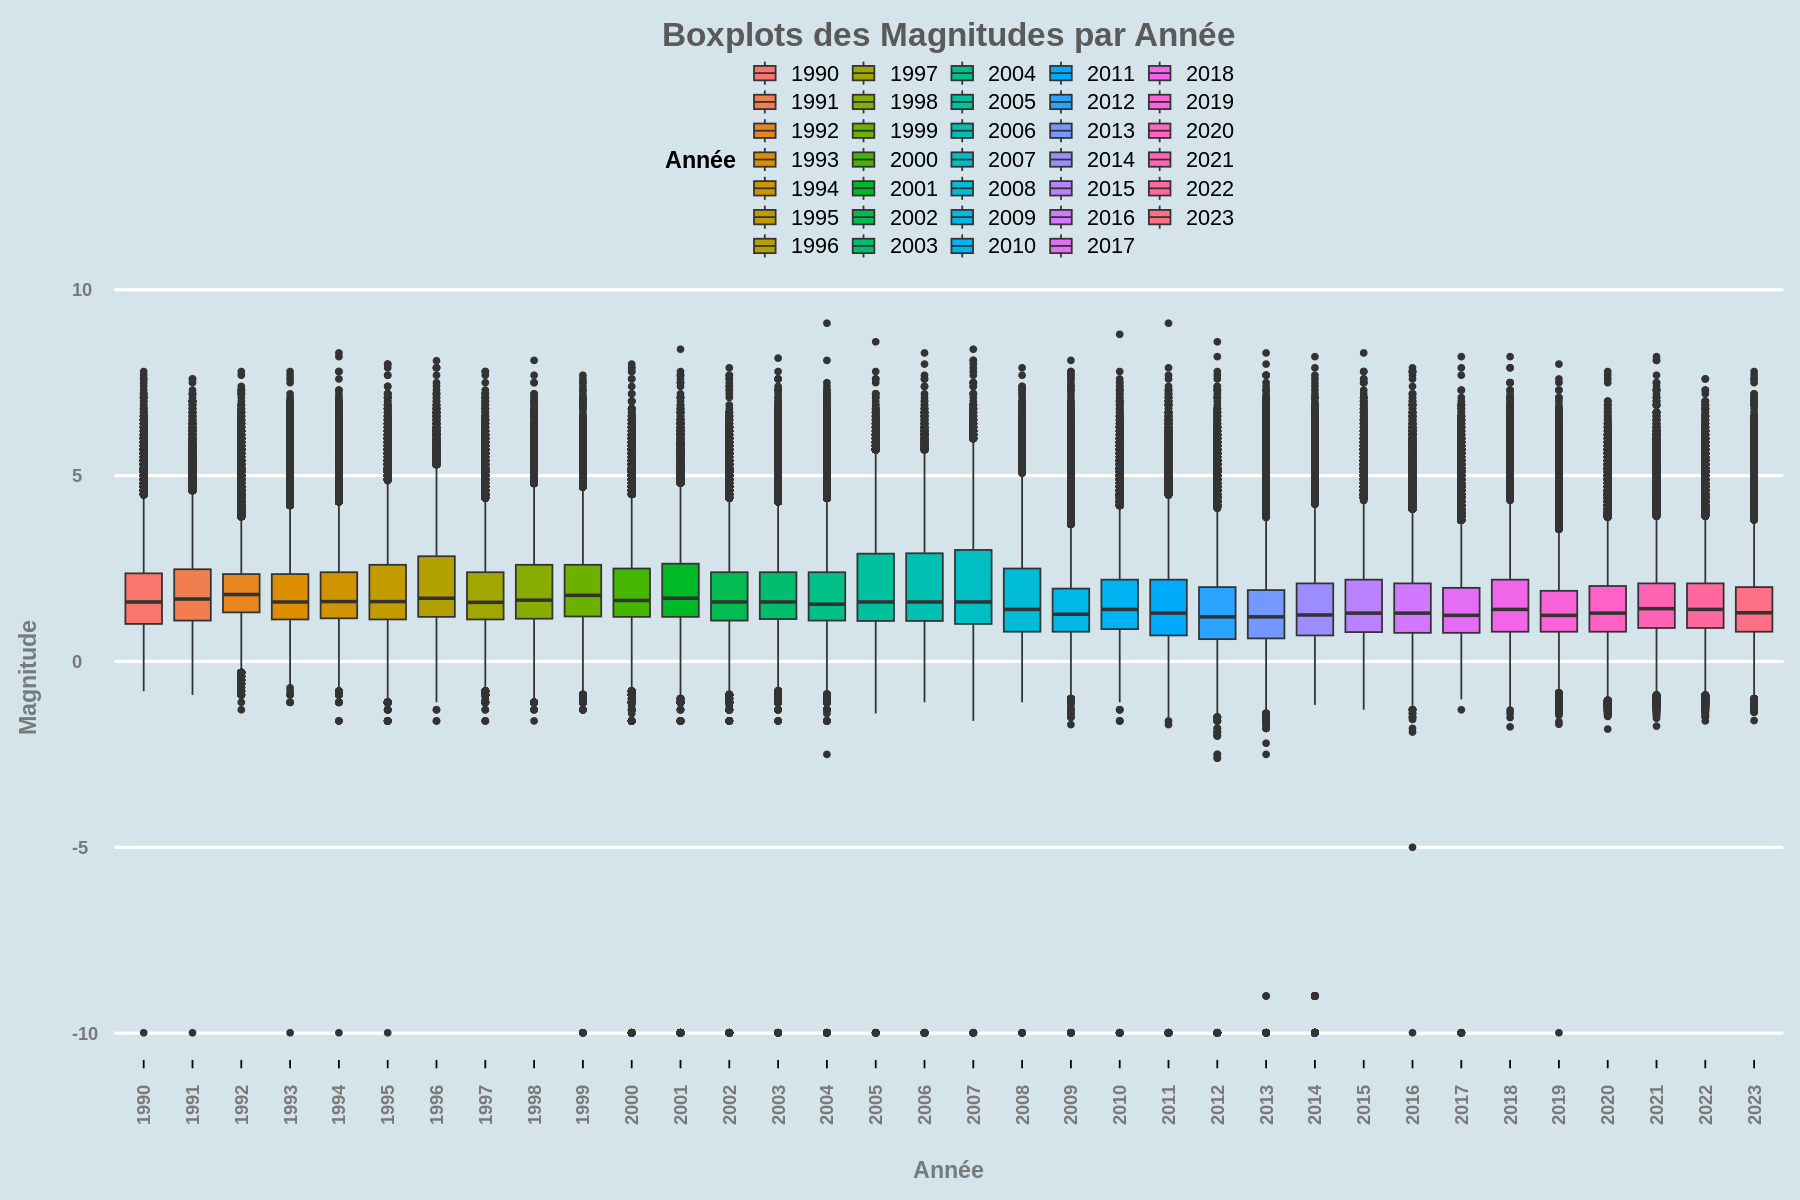 Boxplots des Magnitudes par Année
1990 1997 2004 2011 2018
1991 1998 2005 2012 2019
1992 1999 2006 2013 2020
Année 1993 2000 2007 2014 2021
1994 2001 2008 2015 2022
1995 2002 2009 2016 2023
1996 2003 2010 2017
10
5
0
-5
-10
Magnitude
1990 1991 1992 1993 1994 1995 1996 1997 1998 1999 2000 2001 2002 2003 2004 2005 2006 2007 2008 2009 2010 2011 2012 2013 2014 2015 2016 2017 2018 2019 2020 2021 2022 2023
Année